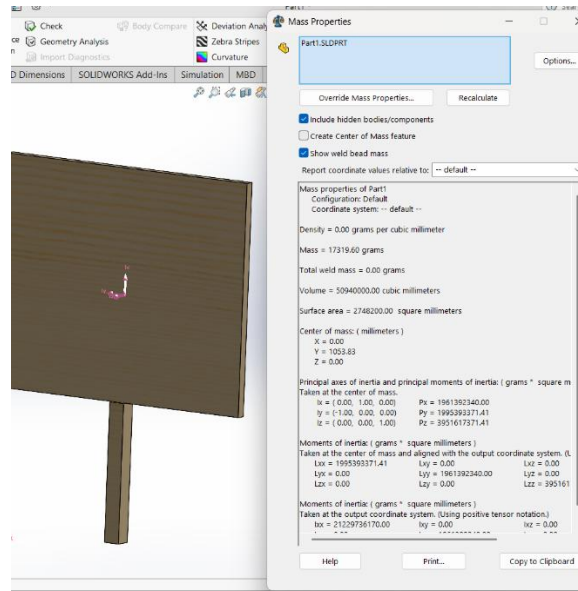 Check
Body Compare
Deviation Analy
Geometry Analysis
Zebra Stripes
Import Diagnostics
Curvature
D Dimensions
SOLIDWORKS Add-Ins
Simulation
MBD
Mass Properties
Part1.SLDPRT
Options...
Override Mass Properties...
Recalculate
Include hidden bodies/components
Create Center of Mass feature
Show weld bead mass
Report coordinate values relative to: -- default --
Mass properties of Part1
Configuration: Default
Coordinate system: -- default --
Density = 0.00 grams per cubic millimeter
Mass = 17319.60 grams
Total weld mass = 0.00 grams
Volume = 50940000.00 cubic millimeters
Surface area = 2748200.00 square millimeters
Center of mass: ( millimeters )
X = 0.00
Y = 1053.83
Z = 0.00
Principal axes of inertia and principal moments of inertia: ( grams * square m
Taken at the center of mass.
Ix = ( 0.00, 1.00, 0.00) Px = 1961392340.00
Iy = (-1.00, 0.00, 0.00) Py = 1995393371.41
Iz = ( 0.00, 0.00, 1.00) Pz = 3951617371.41
Moments of inertia: ( grams * square millimeters )
Taken at the center of mass and aligned with the output coordinate system. (L
Lxx = 1995393371.41 Lxy = 0.00 Lxz = 0.00
Lyx = 0.00 Lyy = 1961392340.00 Lyz = 0.00
Lzx = 0.00 Lzy = 0.00 Lzz = 395161
Moments of inertia: ( grams * square millimeters )
Taken at the output coordinate system. (Using positive tensor notation.)
Ixx = 21229736170.00 Ixy = 0.00 Ixz = 0.00
Help
Print...
Copy to Clipboard